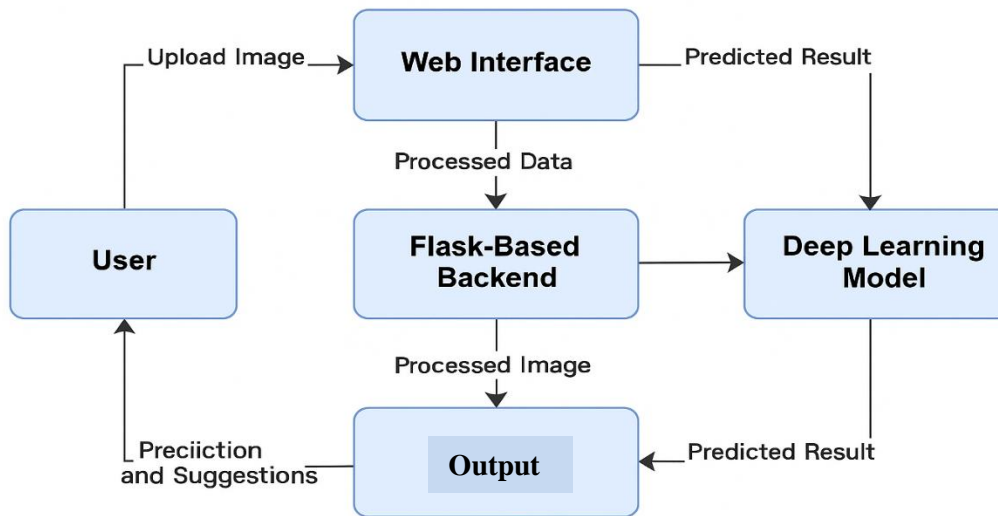 Upload Image
Web Interface
Predicted Result
Processed Data
User
Flask-Based
Backend
Deep Learning
Model
Processed Image
Preciiction
and Suggestions
Output
Predicted Result